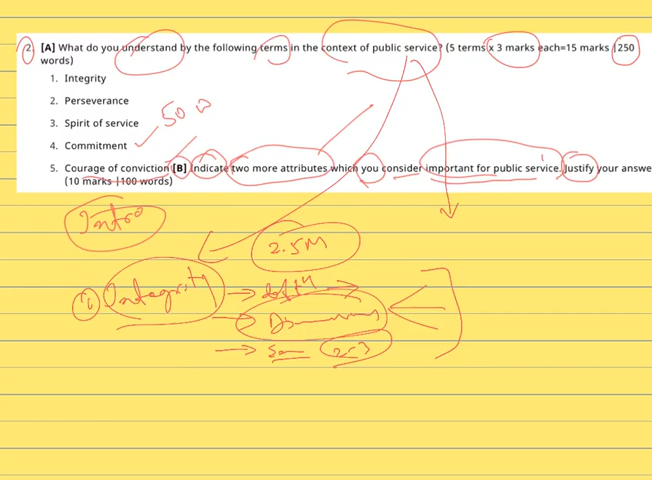 2. [A] What do you understand by the following terms in the context of public service? (5 terms x 3 marks each=15 marks |250
words)
1. Integrity
2. Perseverance
3. Spirit of service
50 w
4. Commitment
5. Courage of conviction [B] Indicate two more attributes which you consider important for public service. Justify your answe
(10 marks |100 words)
Intro
2.5M
(i) Integrity → defn →
→
→ 2-3